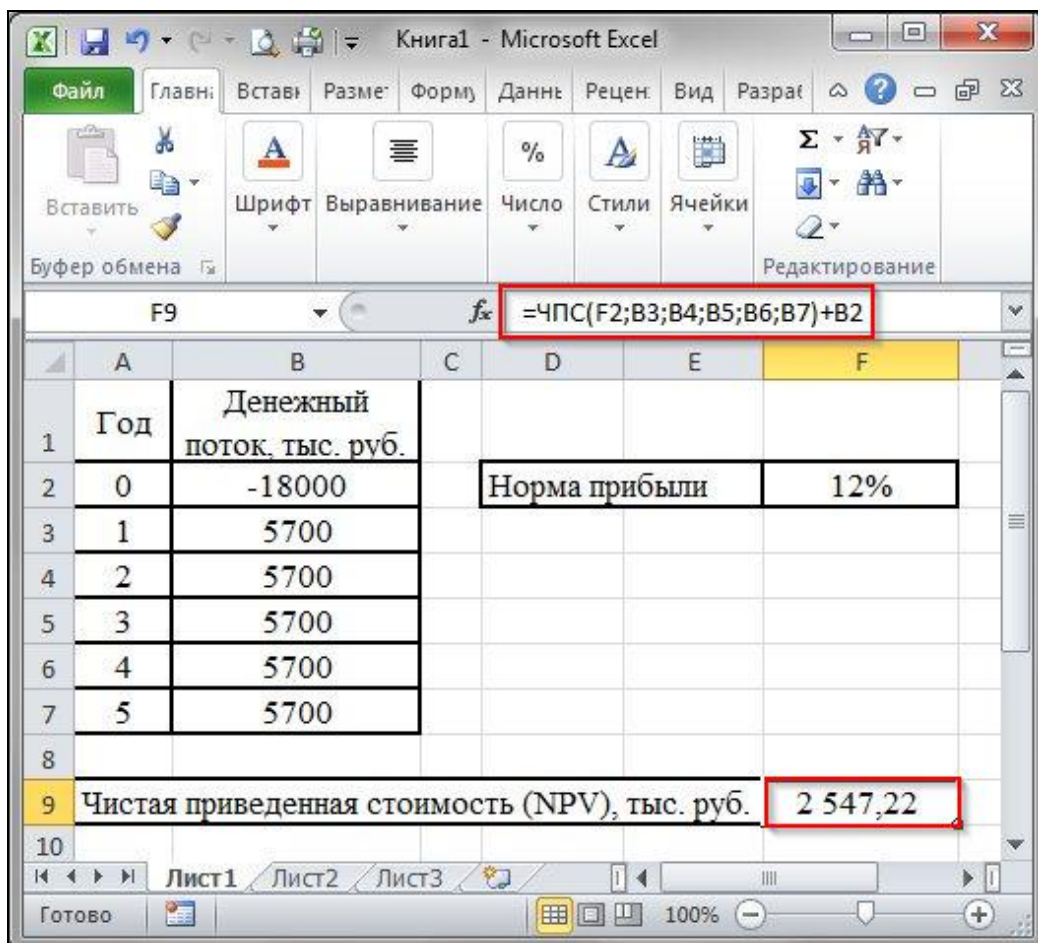 Книга1 - Microsoft Excel
Файл Главна Вставк Размет Форму Данны Рецен Вид Разраб
Вставить Шрифт Выравнивание Число Стили Ячейки
Буфер обмена Редактирование
F9 fx =ЧПС(F2;B3;B4;B5;B6;B7)+B2
A B C D E F
1 Год Денежный
поток, тыс. руб.
2 0 -18000 Норма прибыли 12%
3 1 5700
4 2 5700
5 3 5700
6 4 5700
7 5 5700
8
9 Чистая приведенная стоимость (NPV), тыс. руб. 2 547,22
10
Лист1 Лист2 Лист3
Готово 100%